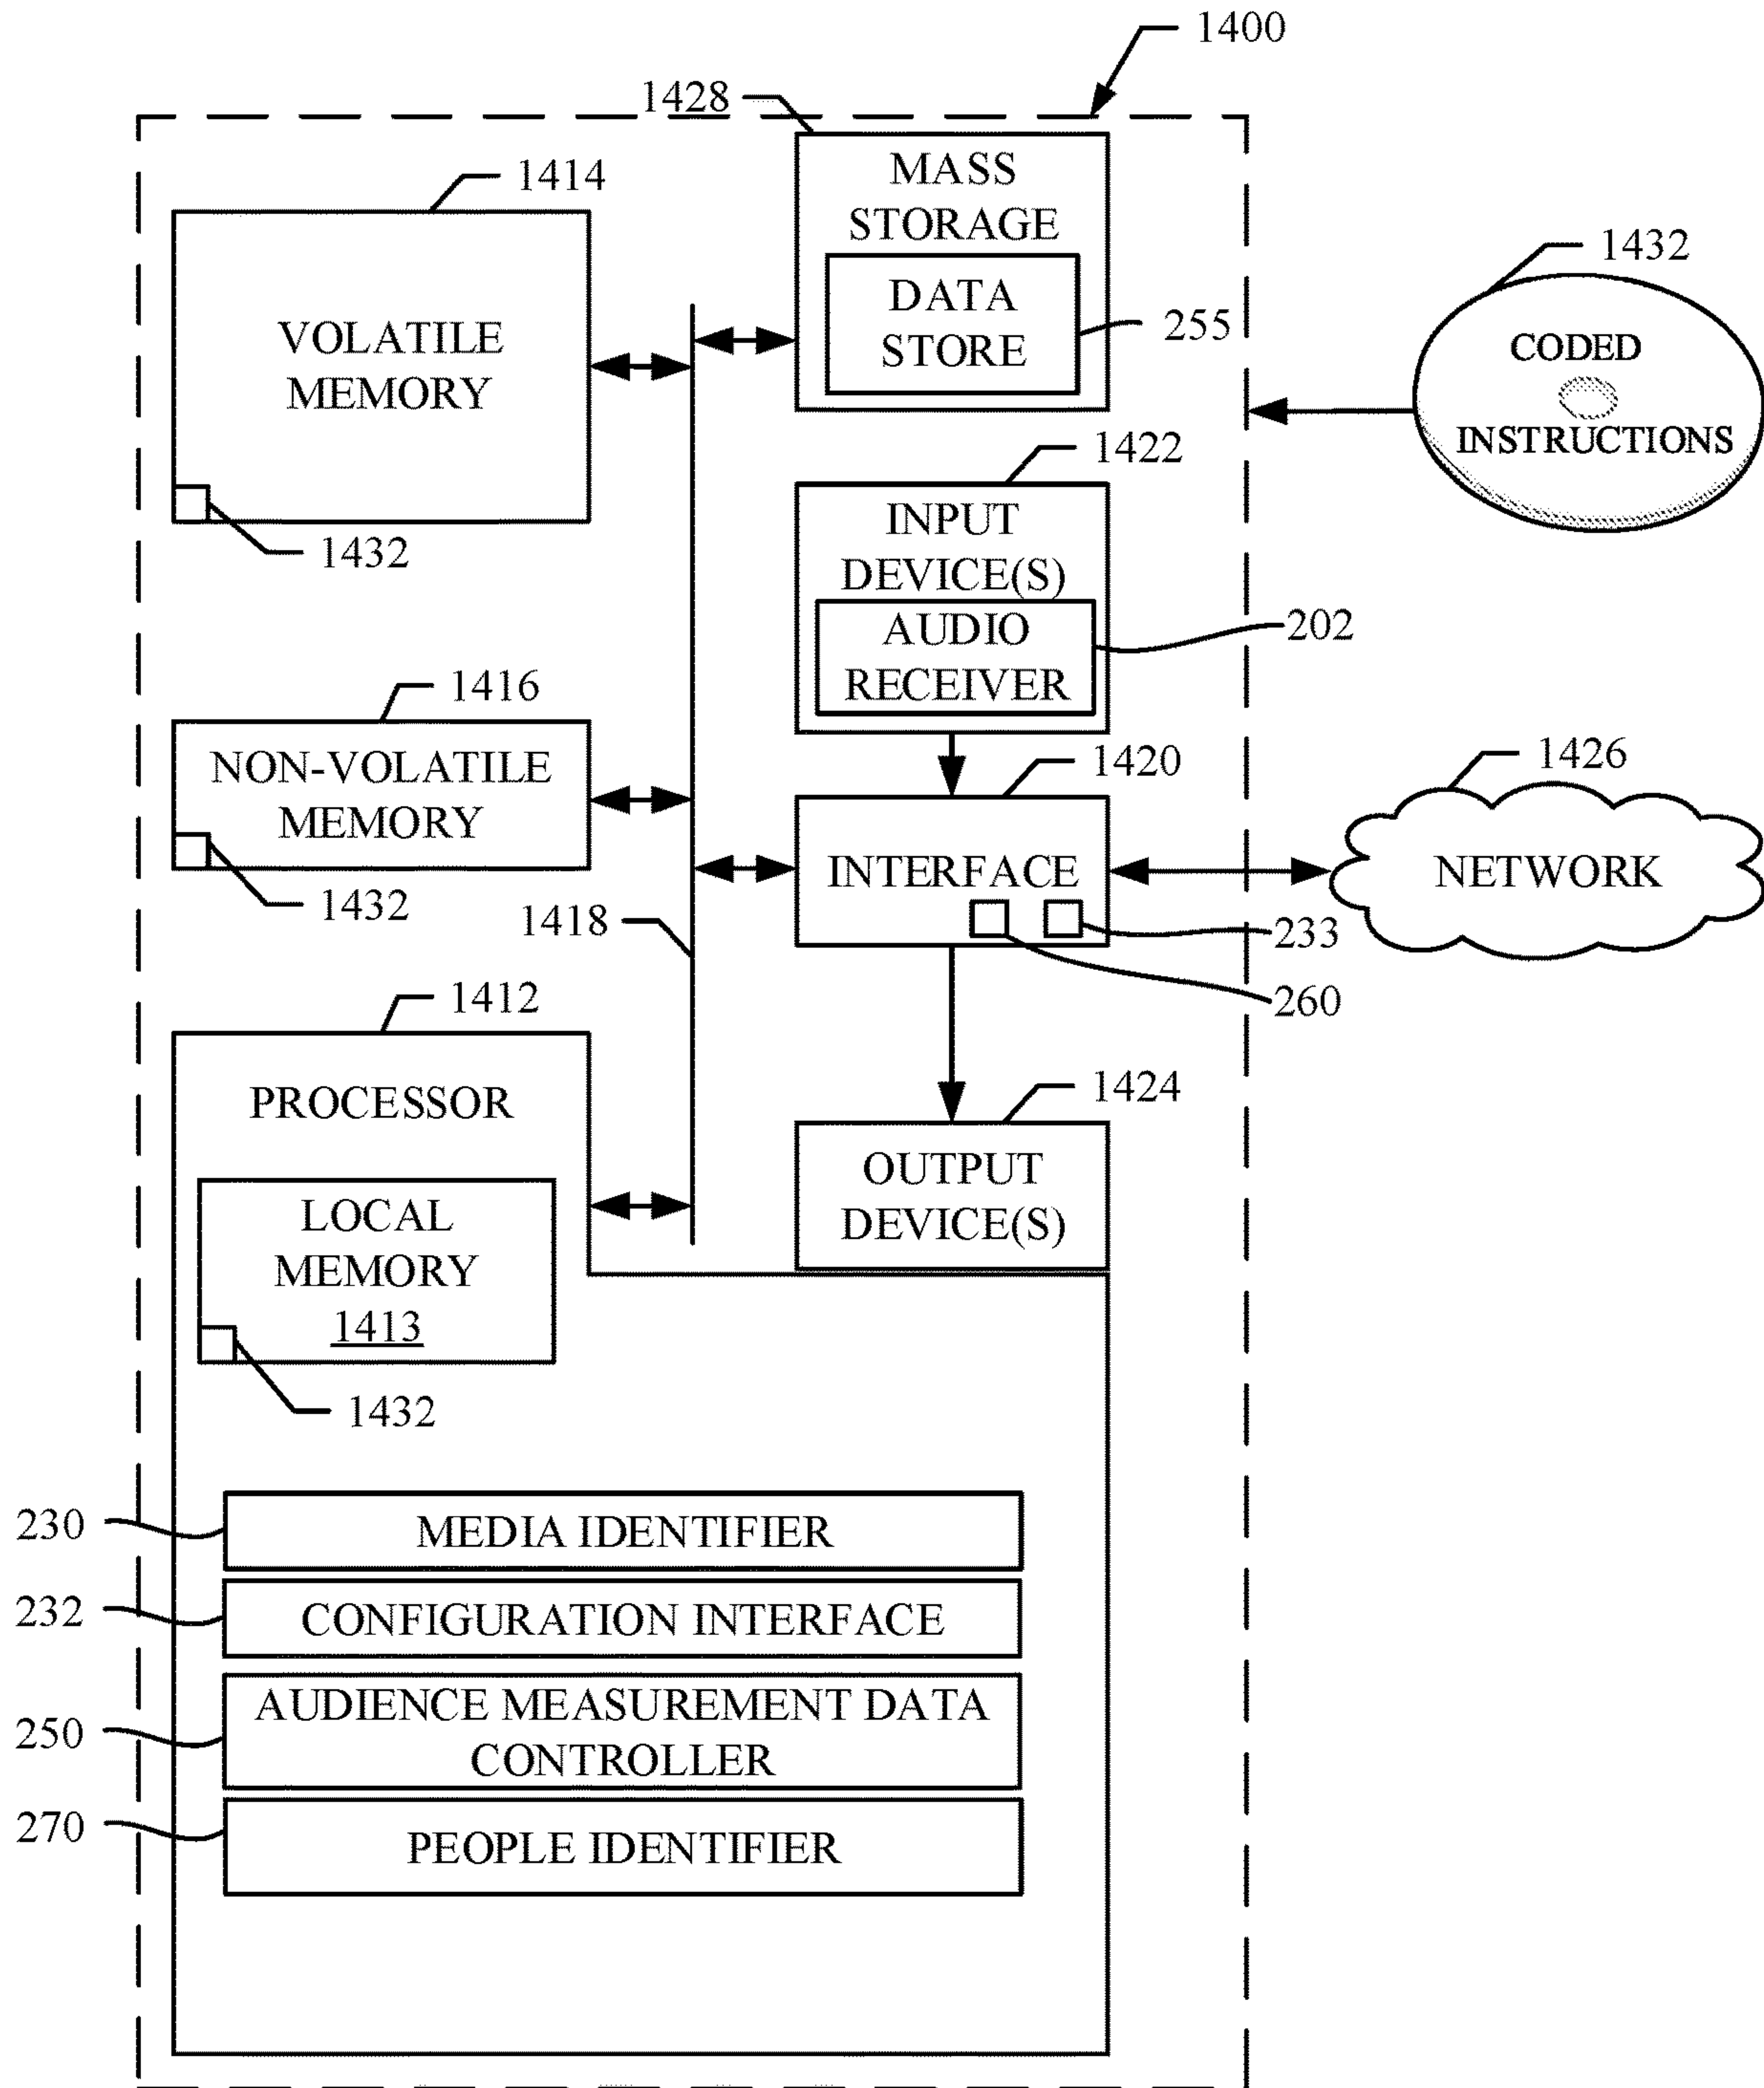 1400
1428
MASS
STORAGE
DATA
STORE
255
1414
VOLATILE
MEMORY
1432
1432
CODED
INSTRUCTIONS
1422
INPUT
DEVICE(S)
AUDIO
RECEIVER
202
1416
NON-VOLATILE
MEMORY
1432
1418
1420
INTERFACE
233
260
1426
NETWORK
1412
PROCESSOR
LOCAL
MEMORY
1413
1432
1424
OUTPUT
DEVICE(S)
230
MEDIA IDENTIFIER
232
CONFIGURATION INTERFACE
250
AUDIENCE MEASUREMENT DATA
CONTROLLER
270
PEOPLE IDENTIFIER